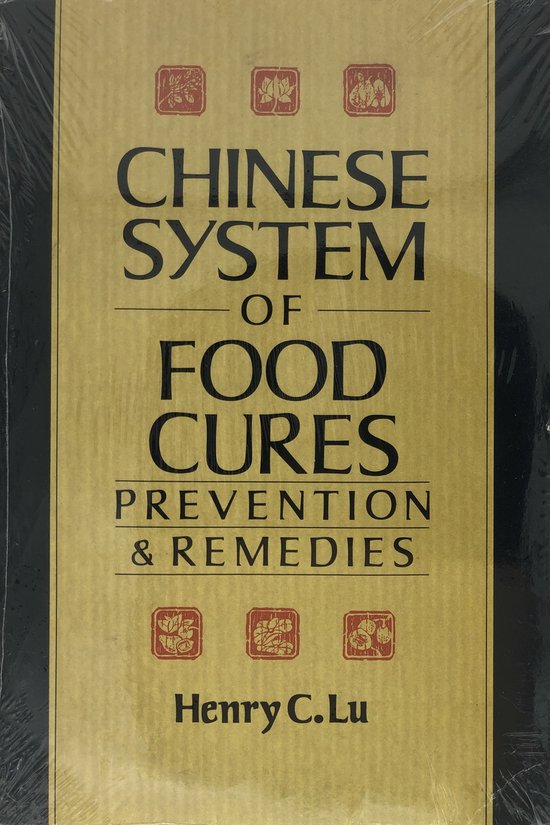 CHINESE
SYSTEM
OF
FOOD
CURES
PREVENTION
& REMEDIES
Henry C. Lu